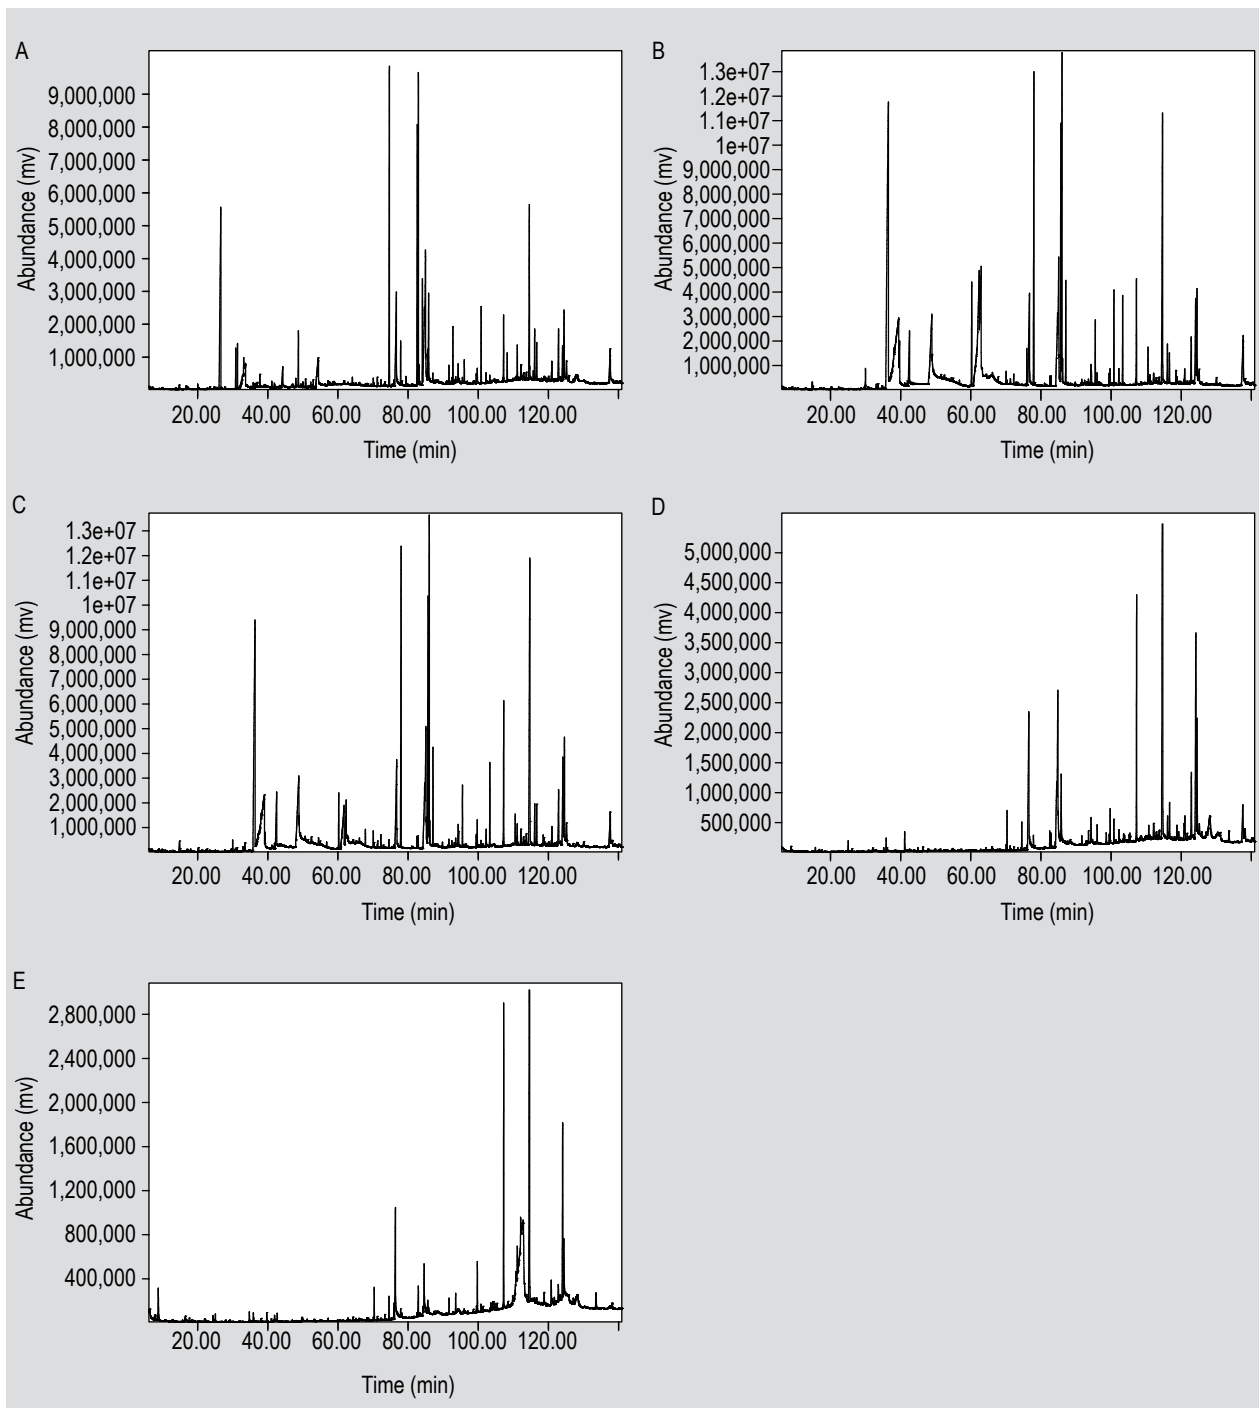 A
Abundance (mv)
9,000,000
8,000,000
7,000,000
6,000,000
5,000,000
4,000,000
3,000,000
2,000,000
1,000,000
20.00 40.00 60.00 80.00 100.00 120.00
Time (min)
B
Abundance (mv)
1.3e+07
1.2e+07
1.1e+07
1e+07
9,000,000
8,000,000
7,000,000
6,000,000
5,000,000
4,000,000
3,000,000
2,000,000
1,000,000
20.00 40.00 60.00 80.00 100.00 120.00
Time (min)
C
Abundance (mv)
1.3e+07
1.2e+07
1.1e+07
1e+07
9,000,000
8,000,000
7,000,000
6,000,000
5,000,000
4,000,000
3,000,000
2,000,000
1,000,000
20.00 40.00 60.00 80.00 100.00 120.00
Time (min)
D
Abundance (mv)
5,000,000
4,500,000
4,000,000
3,500,000
3,000,000
2,500,000
2,000,000
1,500,000
1,000,000
500,000
20.00 40.00 60.00 80.00 100.00 120.00
Time (min)
E
Abundance (mv)
2,800,000
2,400,000
2,000,000
1,600,000
1,200,000
800,000
400,000
20.00 40.00 60.00 80.00 100.00 120.00
Time (min)